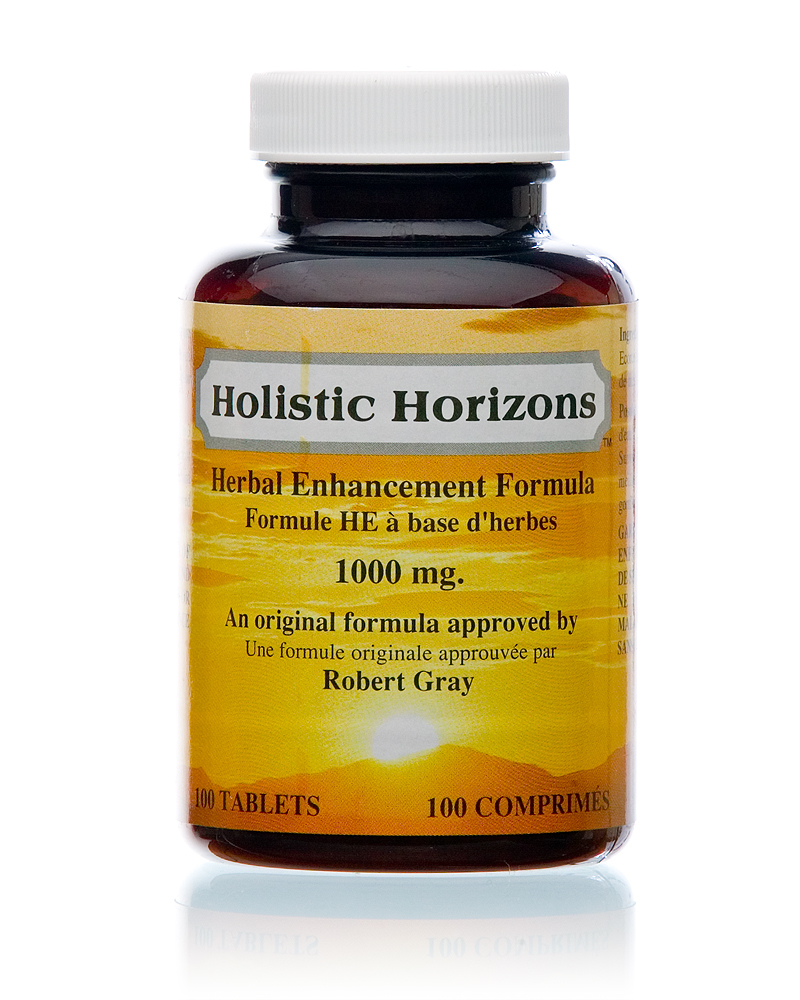 Holistic Horizons
™
Herbal Enhancement Formula
Formule HE à base d'herbes
1000 mg.
An original formula approved by
Une formule originale approuvée par
Robert Gray
100 TABLETS
100 COMPRIMÉS